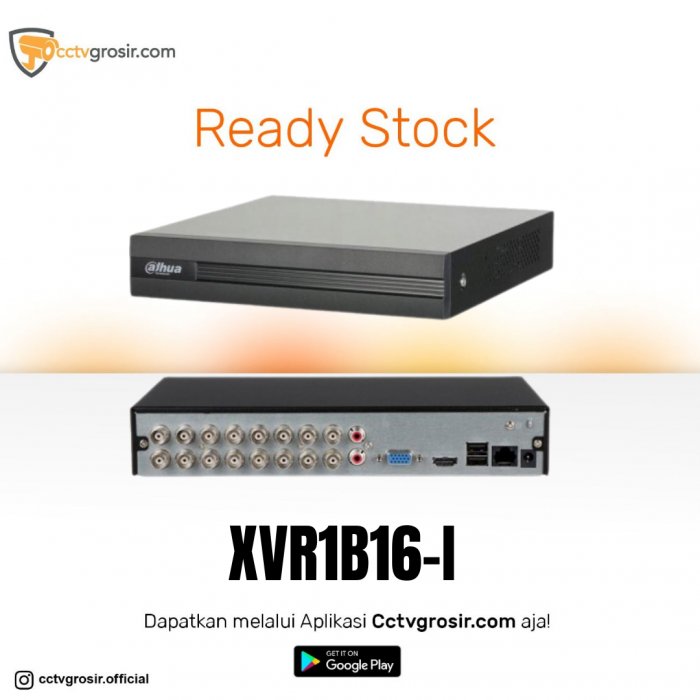 cctvgrosir.com
Ready Stock
alhua
XVR1B16-I
Dapatkan melalui Aplikasi Cctvgrosir.com aja!
GET IT ON
Google Play
cctvgrosir.official